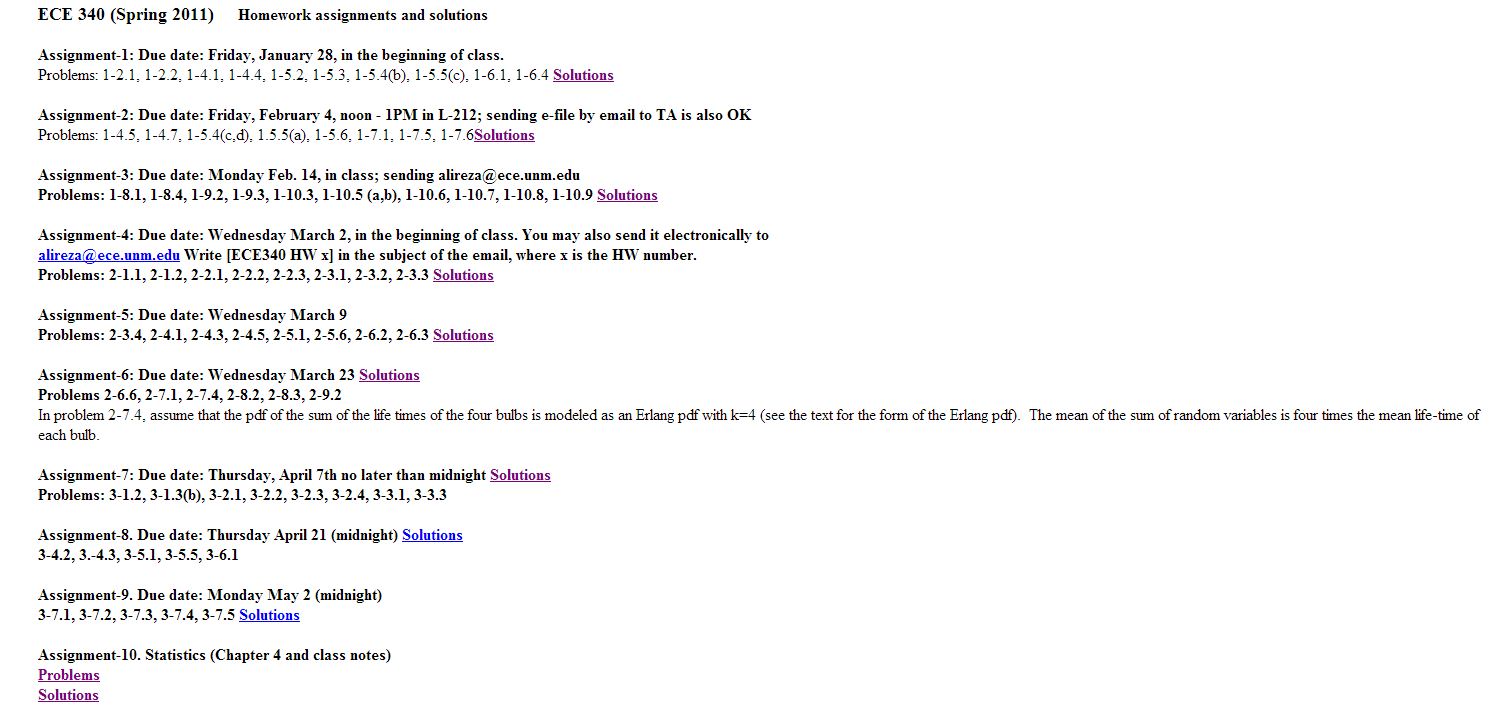 ECE 340 (Spring 2011) Homework assignments and solutions
Assignment-1: Due date: Friday, January 28, in the beginning of class.
Problems: 1-2.1, 1-2.2, 1-4.1, 1-4.4, 1-5.2, 1-5.3, 1-5.4(b), 1-5.5(c), 1-6.1, 1-6.4 Solutions
Assignment-2: Due date: Friday, February 4, noon - 1PM in L-212; sending e-file by email to TA is also OK
Problems: 1-4.5, 1-4.7, 1-5.4(c,d), 1.5.5(a), 1-5.6, 1-7.1, 1-7.5, 1-7.6Solutions
Assignment-3: Due date: Monday Feb. 14, in class; sending alireza@ece.unm.edu
Problems: 1-8.1, 1-8.4, 1-9.2, 1-9.3, 1-10.3, 1-10.5 (a,b), 1-10.6, 1-10.7, 1-10.8, 1-10.9 Solutions
Assignment-4: Due date: Wednesday March 2, in the beginning of class. You may also send it electronically to
alireza@ece.unm.edu Write [ECE340 HW x] in the subject of the email, where x is the HW number.
Problems: 2-1.1, 2-1.2, 2-2.1, 2-2.2, 2-2.3, 2-3.1, 2-3.2, 2-3.3 Solutions
Assignment-5: Due date: Wednesday March 9
Problems: 2-3.4, 2-4.1, 2-4.3, 2-4.5, 2-5.1, 2-5.6, 2-6.2, 2-6.3 Solutions
Assignment-6: Due date: Wednesday March 23 Solutions
Problems 2-6.6, 2-7.1, 2-7.4, 2-8.2, 2-8.3, 2-9.2
In problem 2-7.4, assume that the pdf of the sum of the life times of the four bulbs is modeled as an Erlang pdf with k=4 (see the text for the form of the Erlang pdf). The mean of the sum of random variables is four times the mean life-time of
each bulb.
Assignment-7: Due date: Thursday, April 7th no later than midnight Solutions
Problems: 3-1.2, 3-1.3(b), 3-2.1, 3-2.2, 3-2.3, 3-2.4, 3-3.1, 3-3.3
Assignment-8. Due date: Thursday April 21 (midnight) Solutions
3-4.2, 3.-4.3, 3-5.1, 3-5.5, 3-6.1
Assignment-9. Due date: Monday May 2 (midnight)
3-7.1, 3-7.2, 3-7.3, 3-7.4, 3-7.5 Solutions
Assignment-10. Statistics (Chapter 4 and class notes)
Problems
Solutions